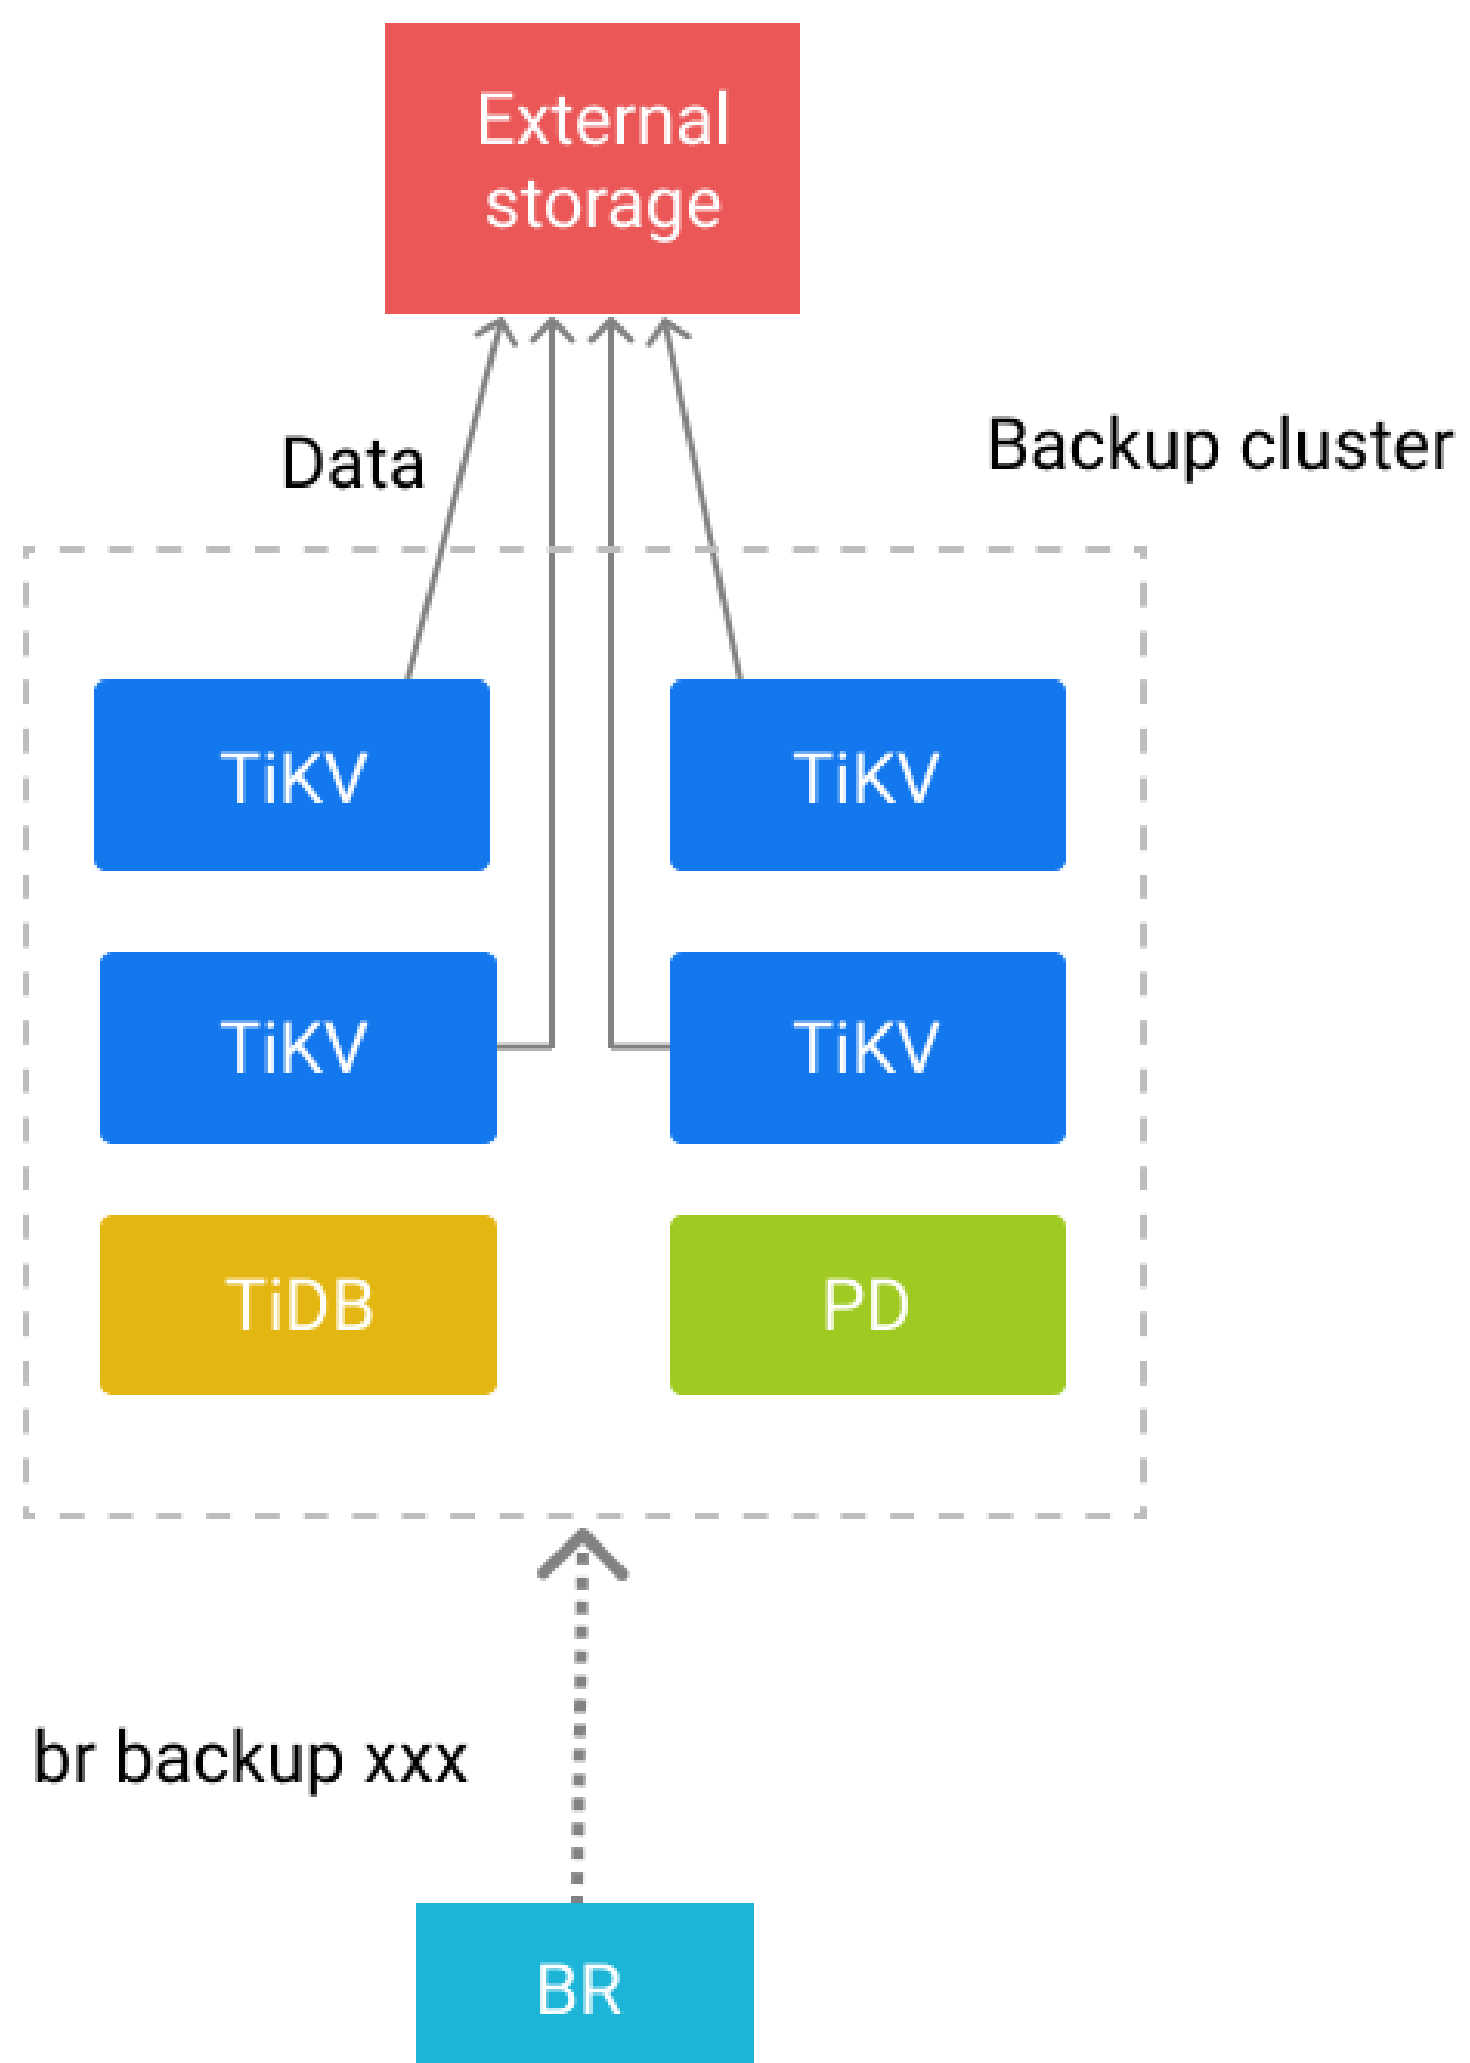 External
storage
Data
Backup cluster
TiKV
TiKV
TiKV
TiKV
TiDB
PD
br backup xxx
BR